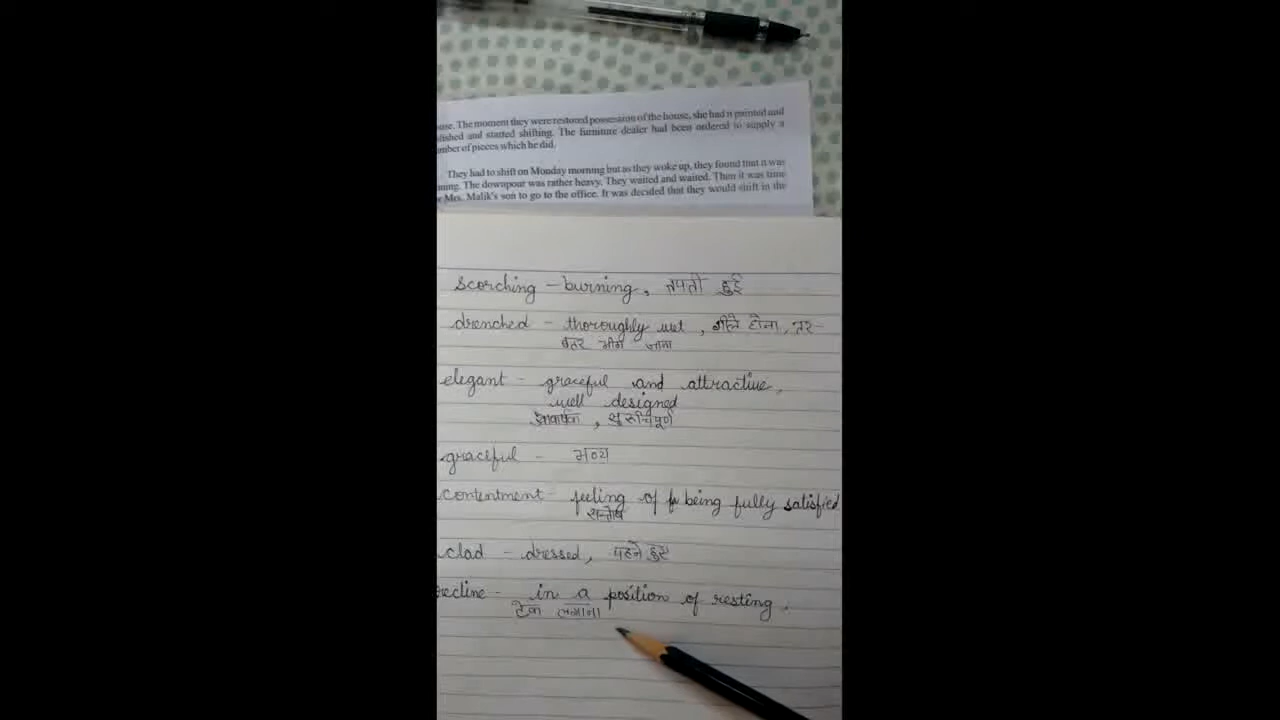 use. The moment they were restored possession of the house, she had it painted and
lished and started shifting. The furniture dealer had been ordered to supply a
mber of pieces which he did.
They had to shift on Monday morning but as they woke up, they found that it was
ning. The downpour was rather heavy. They waited and waited. Then it was time
r Mrs. Malik's son to go to the office. It was decided that they would shift in the
scorching - burning, तपती हुई
drenched - thoroughly wet, गीले होना, तर-
बतर भीग जाना
elegant - graceful and attractive,
well designed
आकर्षक, सुरूचिपूर्ण
graceful - भव्य
contentment - feeling of being fully satisfied
सन्तोष
clad - dressed, पहने हुए
recline - in a position of resting.
टेक लगाना